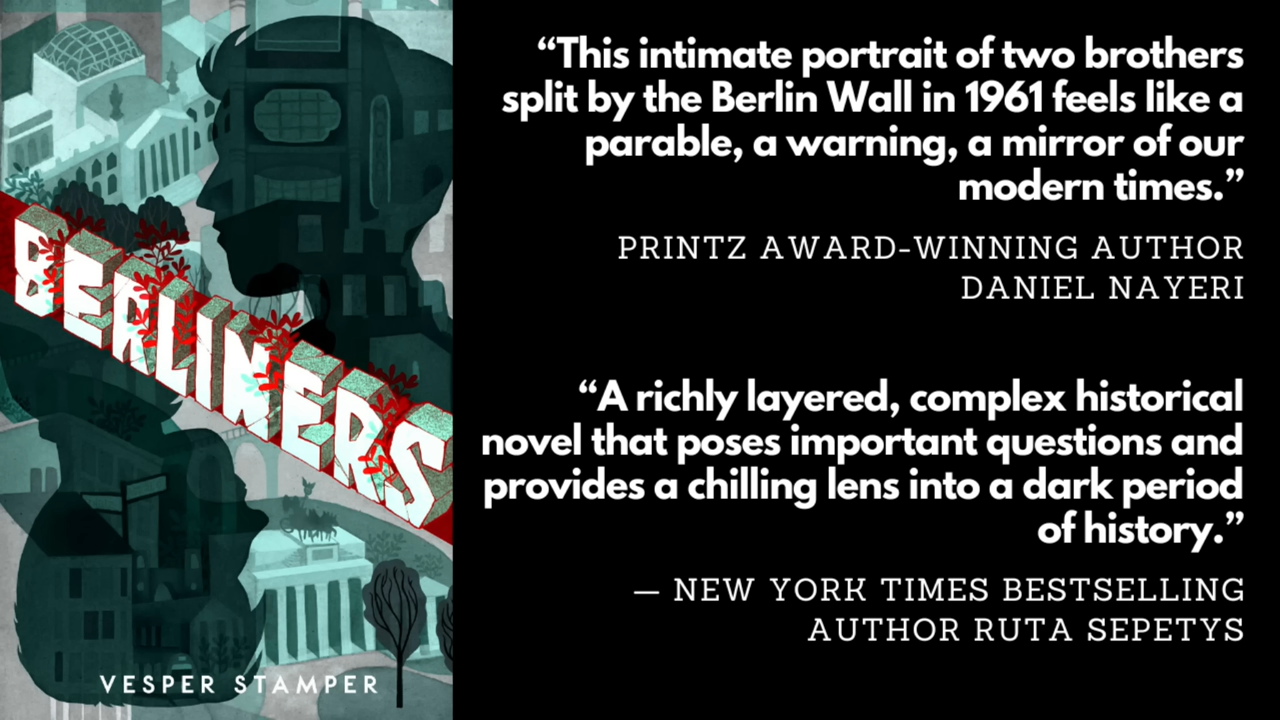 BERLINERS
VESPER STAMPER
“This intimate portrait of two brothers
split by the Berlin Wall in 1961 feels like a
parable, a warning, a mirror of our
modern times.”
PRINTZ AWARD-WINNING AUTHOR
DANIEL NAYERI
“A richly layered, complex historical
novel that poses important questions and
provides a chilling lens into a dark period
of history.”
— NEW YORK TIMES BESTSELLING
AUTHOR RUTA SEPETYS